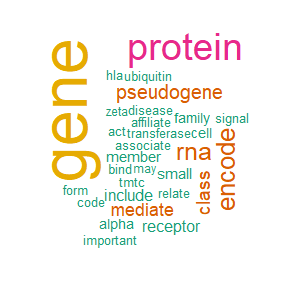 protein
gene
hla ubiquitin
pseudogene
zeta disease
affiliate family signal
act transferase cell
associate
member rna encode
bind may small
tmtc class
form include relate
code mediate
alpha receptor
important